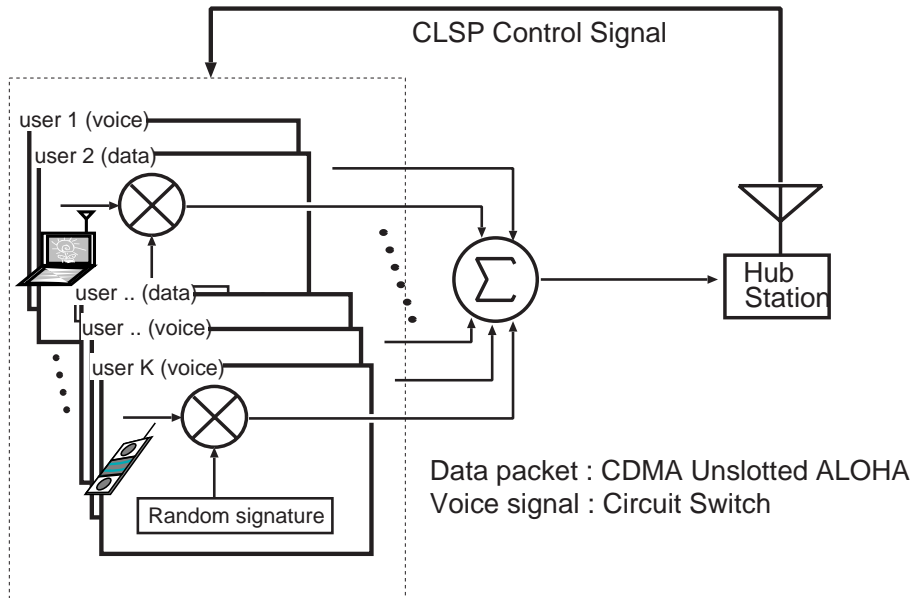 CLSP Control Signal
user 1 (voice)
user 2 (data)
user .. (data)
user .. (voice)
user K (voice)
Random signature
Σ
Hub
Station
Data packet : CDMA Unslotted ALOHA
Voice signal : Circuit Switch